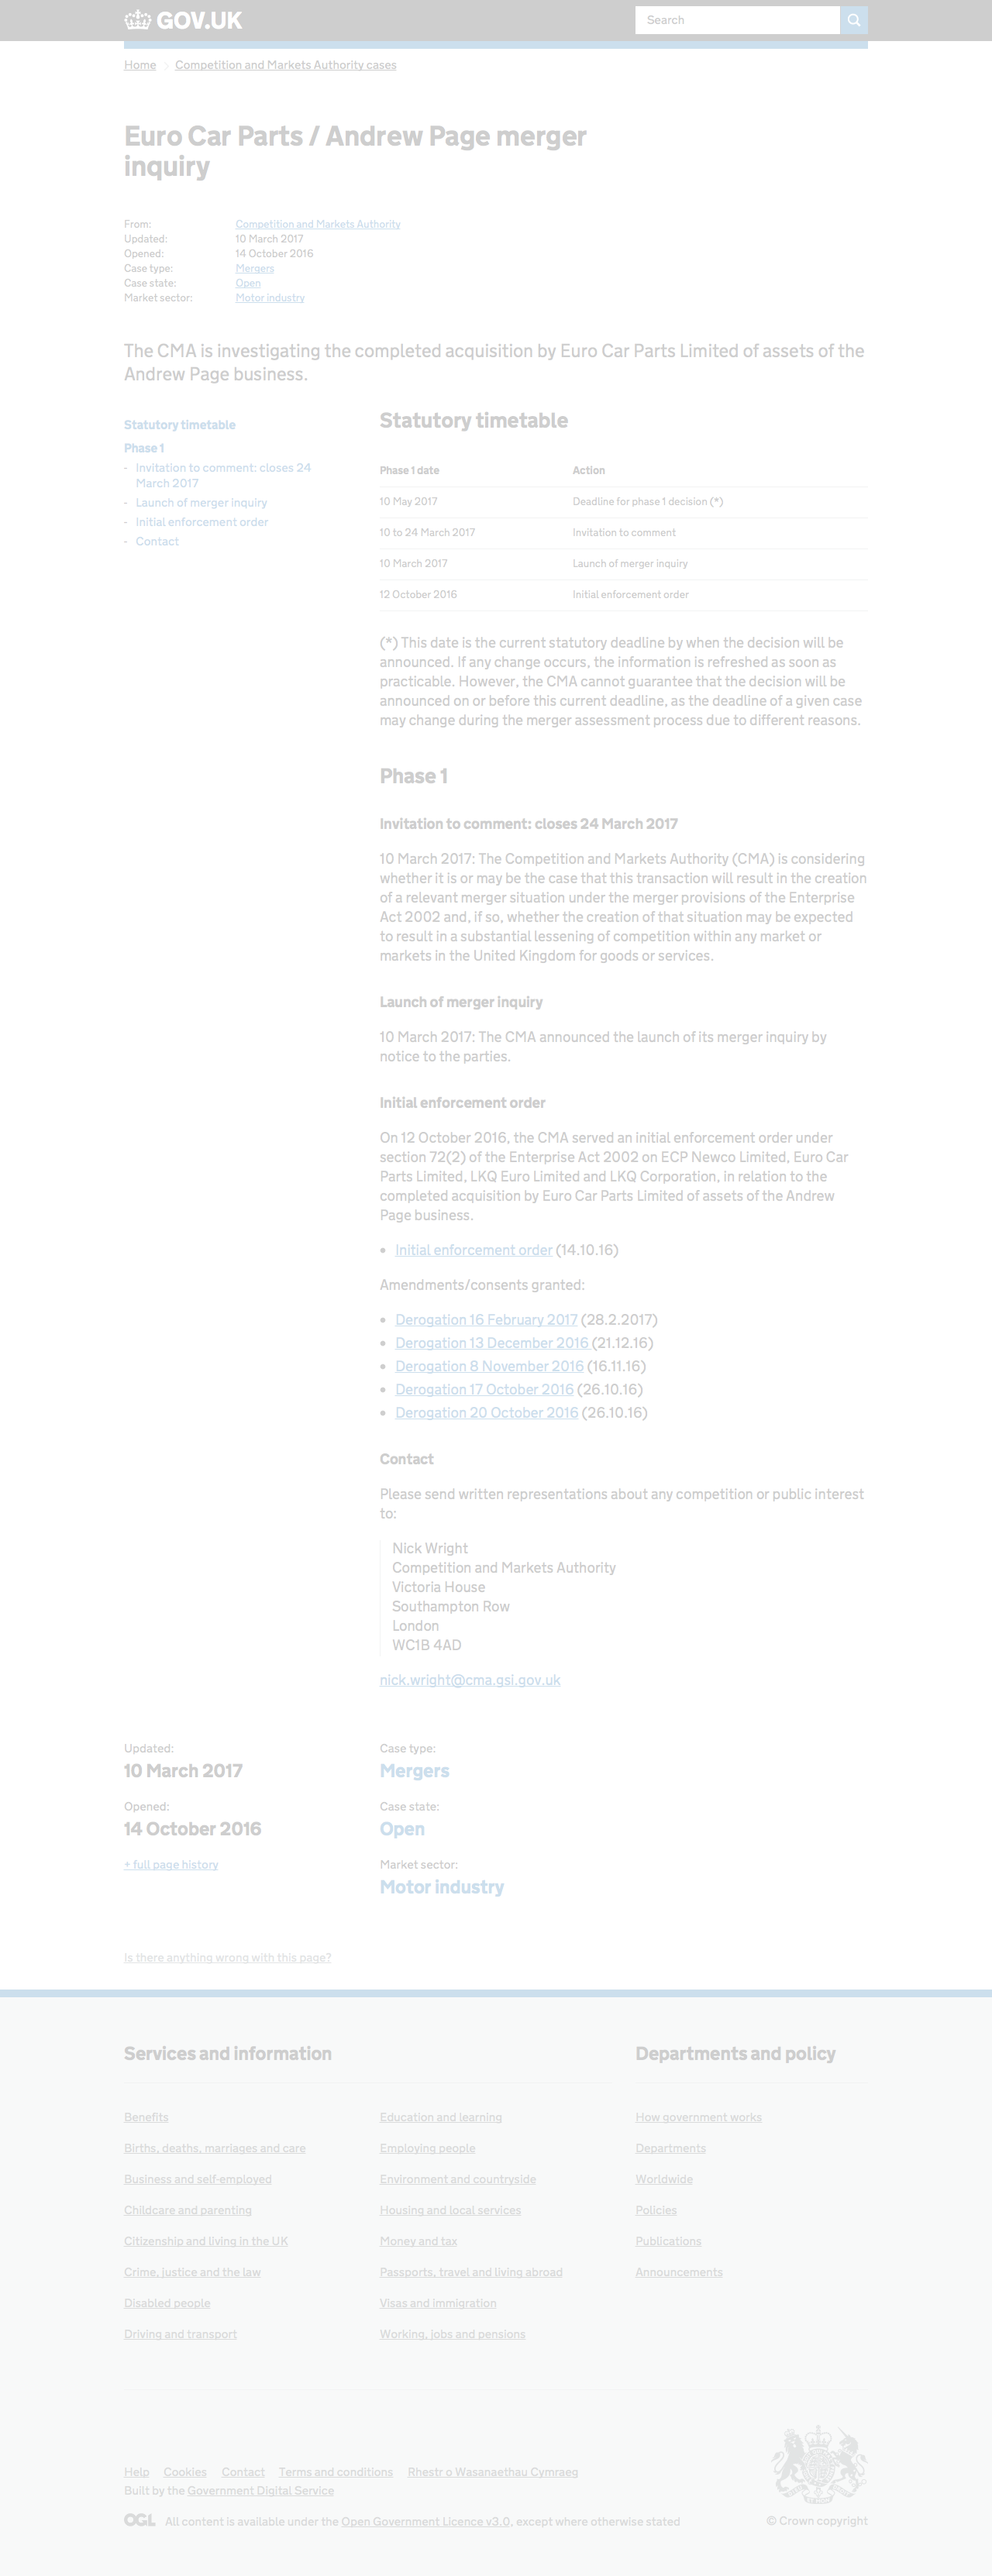 GOV.UK
Search
Home
Competition and Markets Authority cases
Euro Car Parts / Andrew Page merger
inquiry
From: Competition and Markets Authority
Updated: 10 March 2017
Opened: 14 October 2016
Case type: Mergers
Case state: Open
Market sector: Motor industry
The CMA is investigating the completed acquisition by Euro Car Parts Limited of assets of the
Andrew Page business.
Statutory timetable
Phase 1
- Invitation to comment: closes 24
March 2017
- Launch of merger inquiry
- Initial enforcement order
- Contact
Statutory timetable
Phase 1 date Action
10 May 2017 Deadline for phase 1 decision (*)
10 to 24 March 2017 Invitation to comment
10 March 2017 Launch of merger inquiry
12 October 2016 Initial enforcement order
(*) This date is the current statutory deadline by when the decision will be
announced. If any change occurs, the information is refreshed as soon as
practicable. However, the CMA cannot guarantee that the decision will be
announced on or before this current deadline, as the deadline of a given case
may change during the merger assessment process due to different reasons.
Phase 1
Invitation to comment: closes 24 March 2017
10 March 2017: The Competition and Markets Authority (CMA) is considering
whether it is or may be the case that this transaction will result in the creation
of a relevant merger situation under the merger provisions of the Enterprise
Act 2002 and, if so, whether the creation of that situation may be expected
to result in a substantial lessening of competition within any market or
markets in the United Kingdom for goods or services.
Launch of merger inquiry
10 March 2017: The CMA announced the launch of its merger inquiry by
notice to the parties.
Initial enforcement order
On 12 October 2016, the CMA served an initial enforcement order under
section 72(2) of the Enterprise Act 2002 on ECP Newco Limited, Euro Car
Parts Limited, LKQ Euro Limited and LKQ Corporation, in relation to the
completed acquisition by Euro Car Parts Limited of assets of the Andrew
Page business.
• Initial enforcement order (14.10.16)
Amendments/consents granted:
• Derogation 16 February 2017 (28.2.2017)
• Derogation 13 December 2016 (21.12.16)
• Derogation 8 November 2016 (16.11.16)
• Derogation 17 October 2016 (26.10.16)
• Derogation 20 October 2016 (26.10.16)
Contact
Please send written representations about any competition or public interest
to:
Nick Wright
Competition and Markets Authority
Victoria House
Southampton Row
London
WC1B 4AD
nick.wright@cma.gsi.gov.uk
Updated:
10 March 2017
Opened:
14 October 2016
+ full page history
Case type:
Mergers
Case state:
Open
Market sector:
Motor industry
Is there anything wrong with this page?
Services and information
Benefits
Births, deaths, marriages and care
Business and self-employed
Childcare and parenting
Citizenship and living in the UK
Crime, justice and the law
Disabled people
Driving and transport
Education and learning
Employing people
Environment and countryside
Housing and local services
Money and tax
Passports, travel and living abroad
Visas and immigration
Working, jobs and pensions
Departments and policy
How government works
Departments
Worldwide
Policies
Publications
Announcements
Help Cookies Contact Terms and conditions Rhestr o Wasanaethau Cymraeg
Built by the Government Digital Service
OGL All content is available under the Open Government Licence v3.0, except where otherwise stated
© Crown copyright